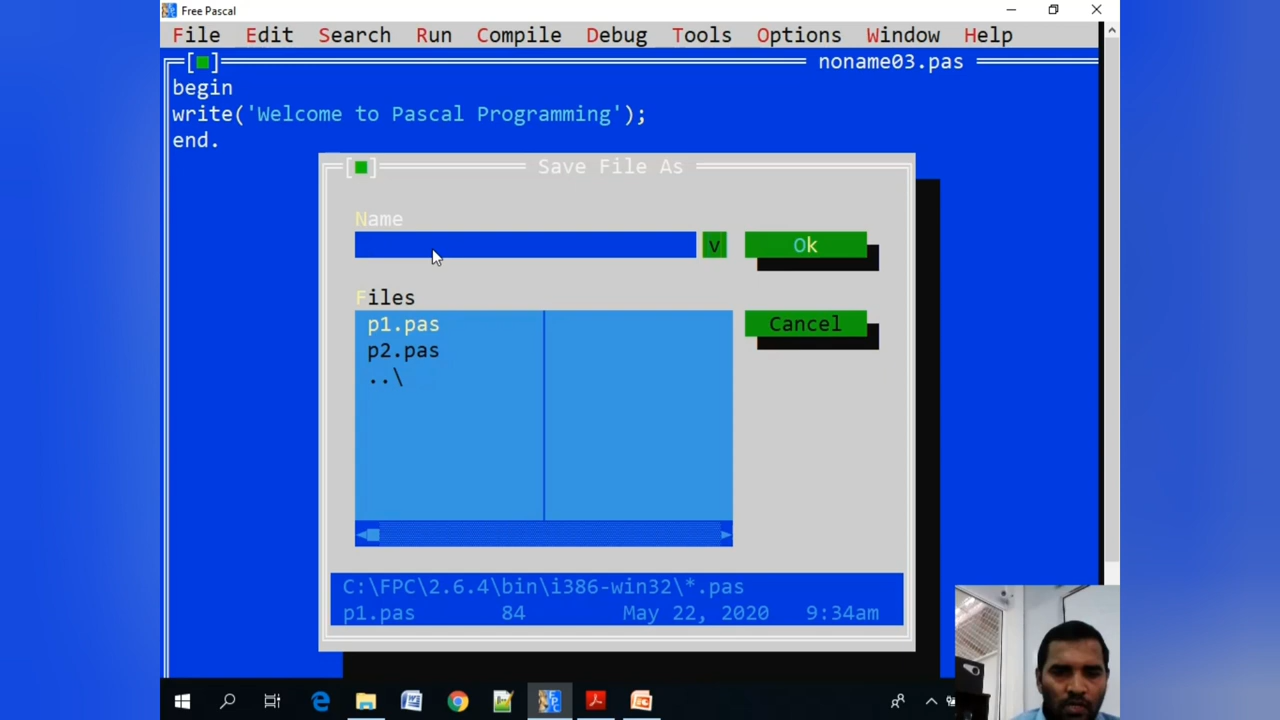 Free Pascal
File Edit Search Run Compile Debug Tools Options Window Help
noname03.pas
begin
write('Welcome to Pascal Programming');
end.
Save File As
Name
v Ok
Files
p1.pas
Cancel
p2.pas
..\
C:\FPC\2.6.4\bin\i386-win32\*.pas
p1.pas 84 May 22, 2020 9:34am